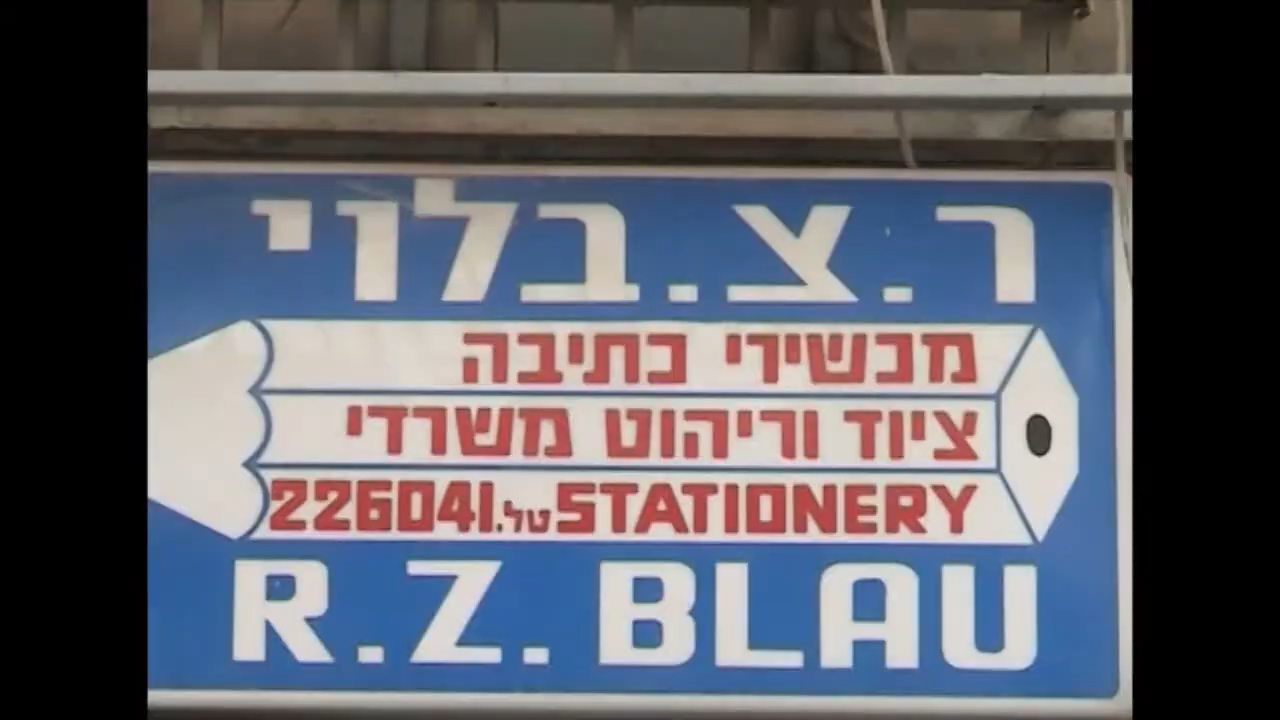 ר.צ.בלוי
מכשירי כתיבה
ציוד וריהוט משרדי
STATIONERY טל. 226041
R.Z. BLAU